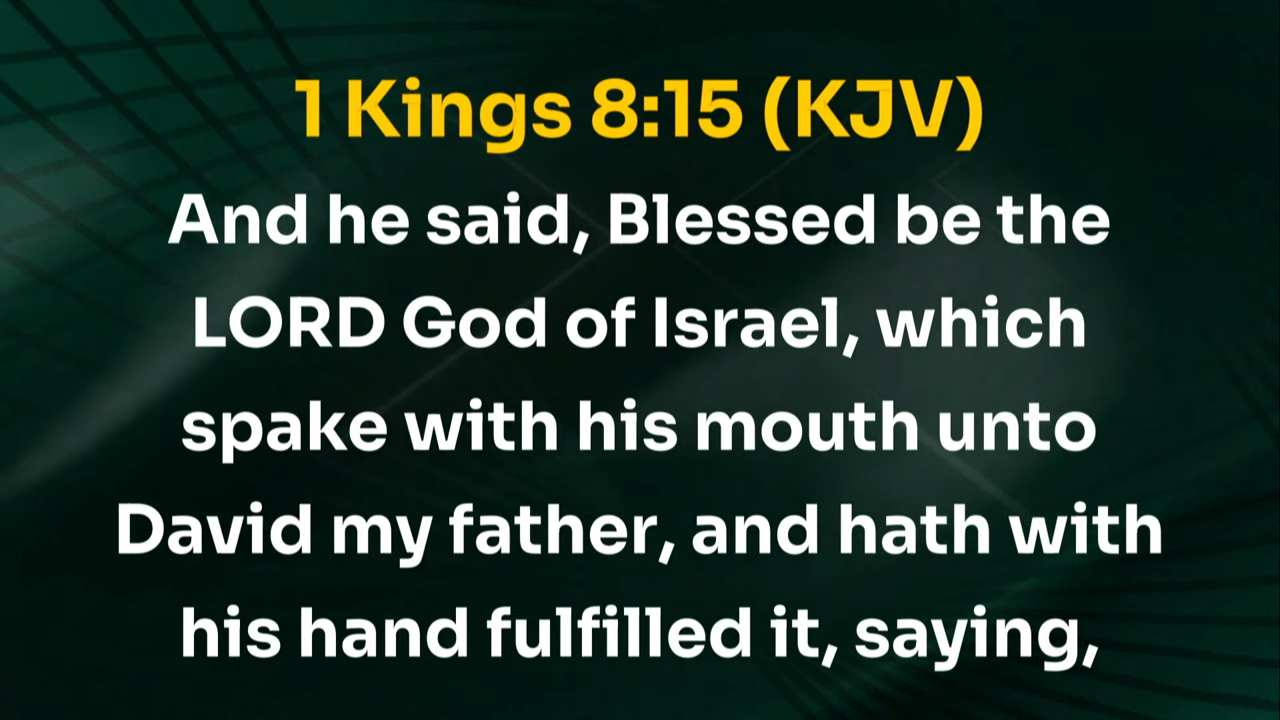 1 Kings 8:15 (KJV)
And he said, Blessed be the
LORD God of Israel, which
spake with his mouth unto
David my father, and hath with
his hand fulfilled it, saying,